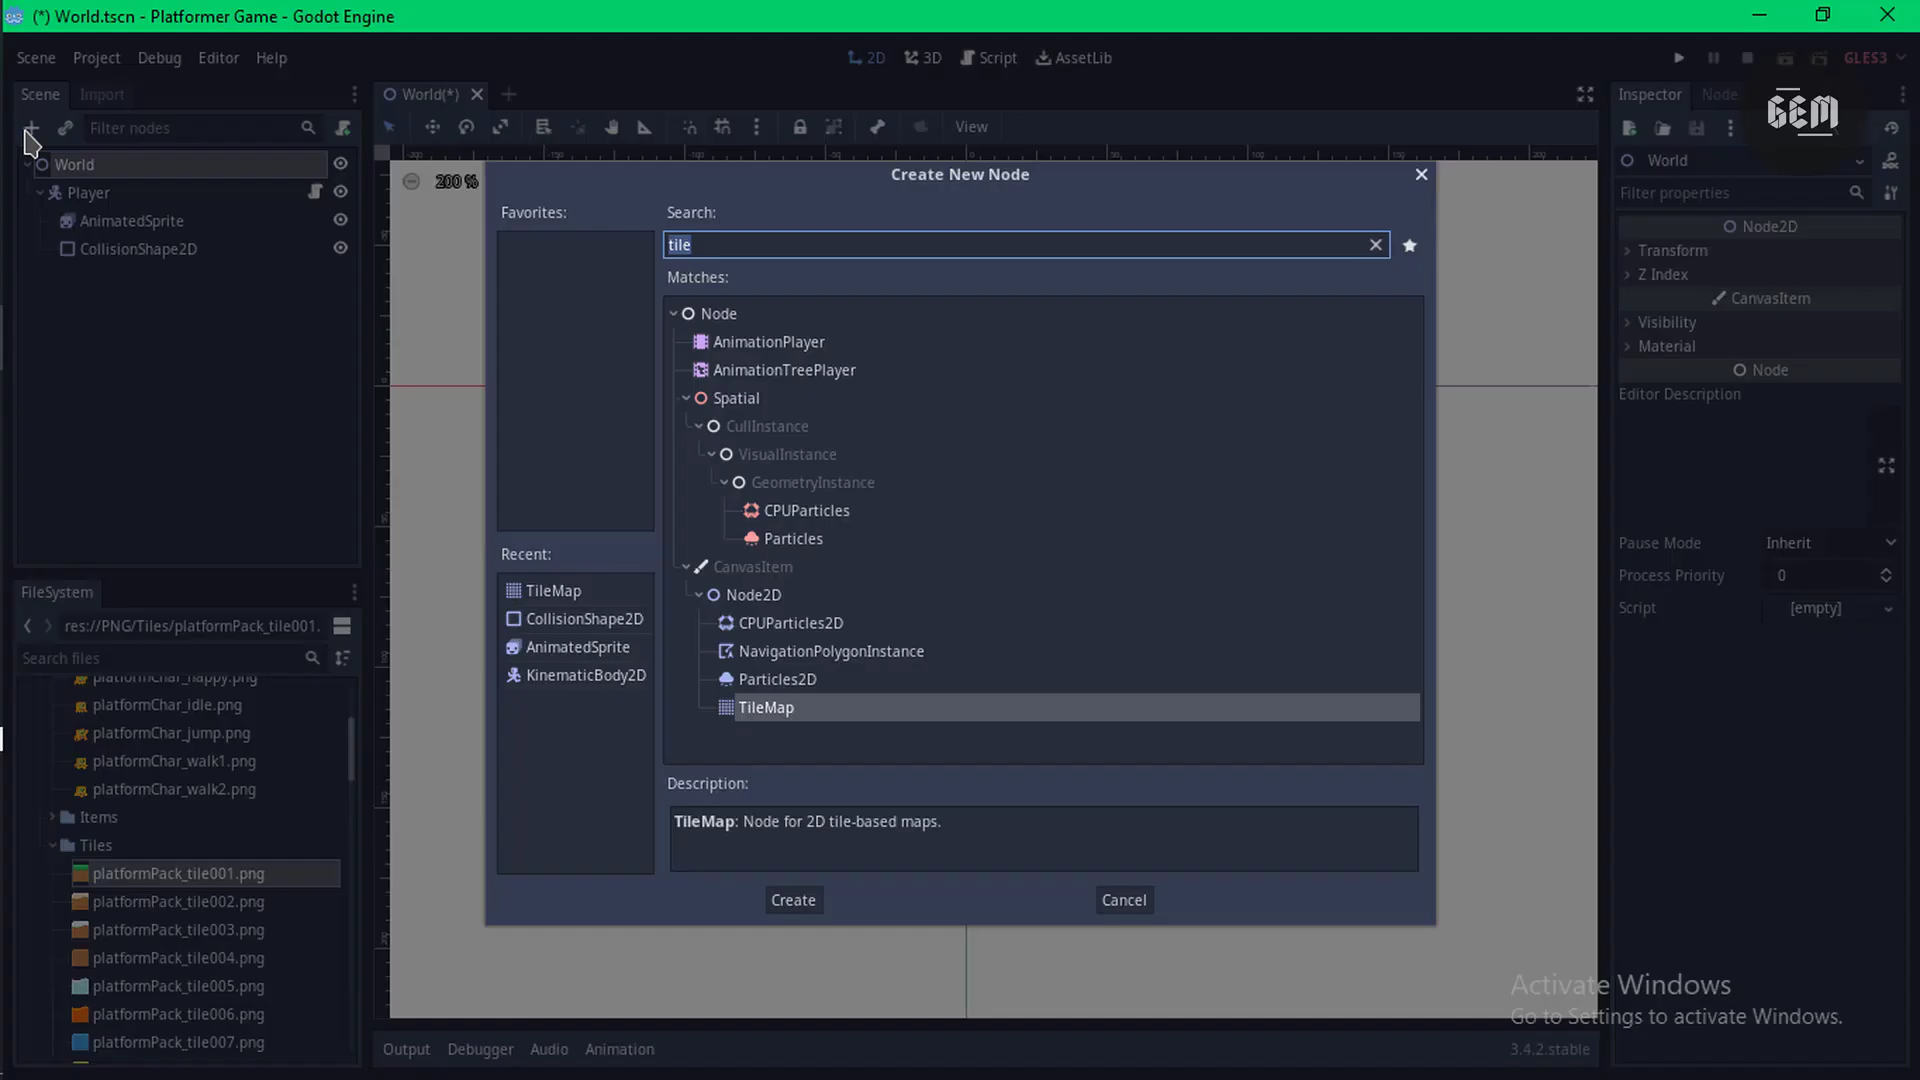 (*) World.tscn - Platformer Game - Godot Engine
Scene Project Debug Editor Help
2D 3D Script AssetLib
GLES3
Scene Import
World(*)
Inspector Node
GEM
Filter nodes
View
World
Player
AnimatedSprite
CollisionShape2D
200 %
Create New Node
Favorites:
Search:
tile
Matches:
Node
AnimationPlayer
AnimationTreePlayer
Spatial
CullInstance
VisualInstance
GeometryInstance
CPUParticles
Particles
CanvasItem
Node2D
CPUParticles2D
NavigationPolygonInstance
Particles2D
TileMap
Recent:
TileMap
CollisionShape2D
AnimatedSprite
KinematicBody2D
Description:
TileMap: Node for 2D tile-based maps.
Create Cancel
World
Filter properties
Node2D
Transform
Z Index
CanvasItem
Visibility
Material
Node
Editor Description
Pause Mode Inherit
Process Priority 0
Script [empty]
FileSystem
res://PNG/Tiles/platformPack_tile001.
Search files
platformChar_happy.png
platformChar_idle.png
platformChar_jump.png
platformChar_walk1.png
platformChar_walk2.png
Items
Tiles
platformPack_tile001.png
platformPack_tile002.png
platformPack_tile003.png
platformPack_tile004.png
platformPack_tile005.png
platformPack_tile006.png
platformPack_tile007.png
Output Debugger Audio Animation
3.4.2.stable
Activate Windows
Go to Settings to activate Windows.